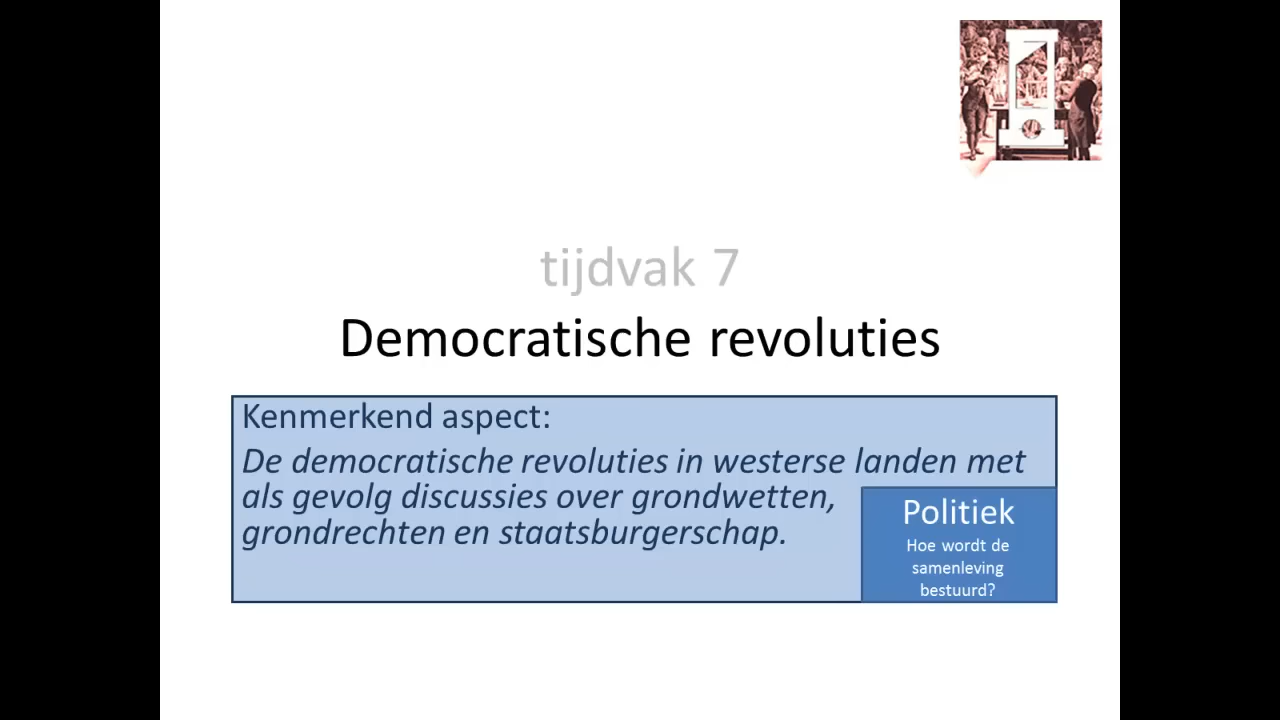 tijdvak 7
Democratische revoluties
Kenmerkend aspect:
De democratische revoluties in westerse landen met
als gevolg discussies over grondwetten,
grondrechten en staatsburgerschap.
Politiek
Hoe wordt de
samenleving
bestuurd?